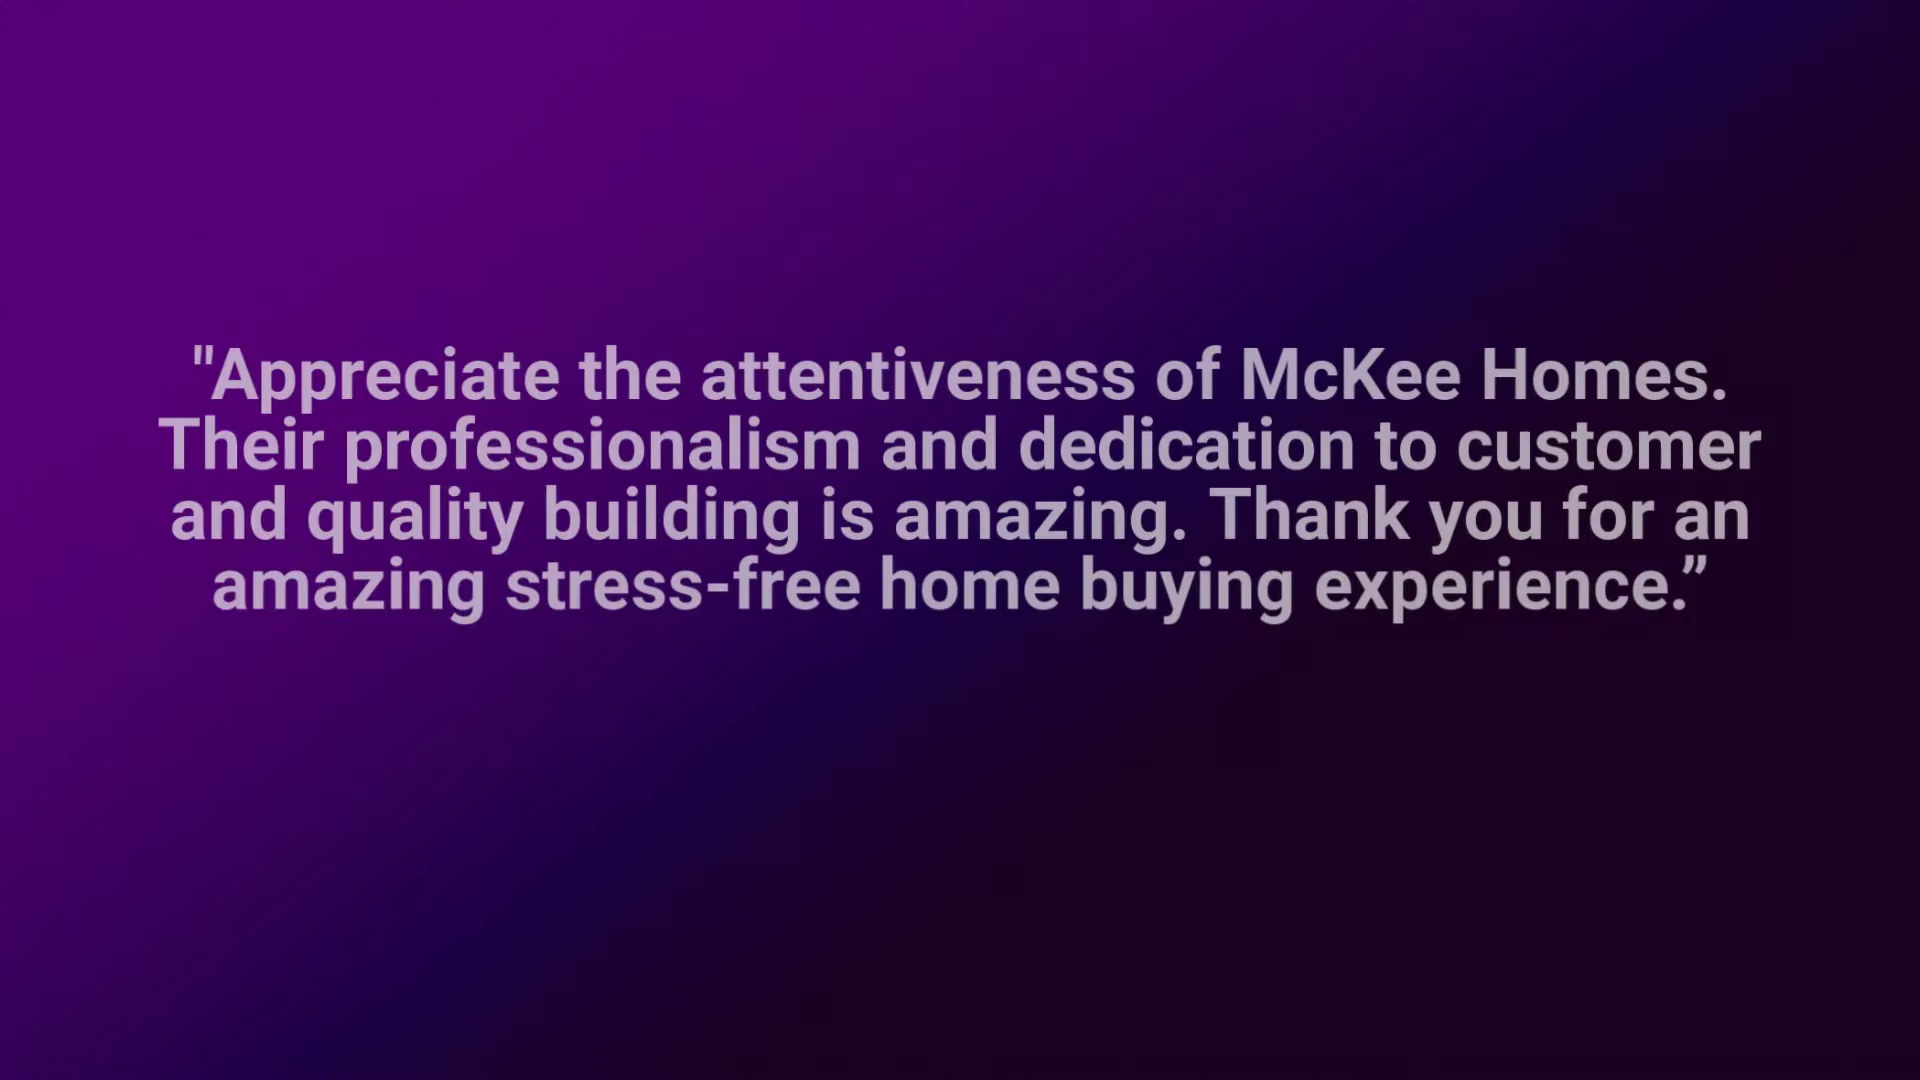 "Appreciate the attentiveness of McKee Homes.
Their professionalism and dedication to customer
and quality building is amazing. Thank you for an
amazing stress-free home buying experience.”